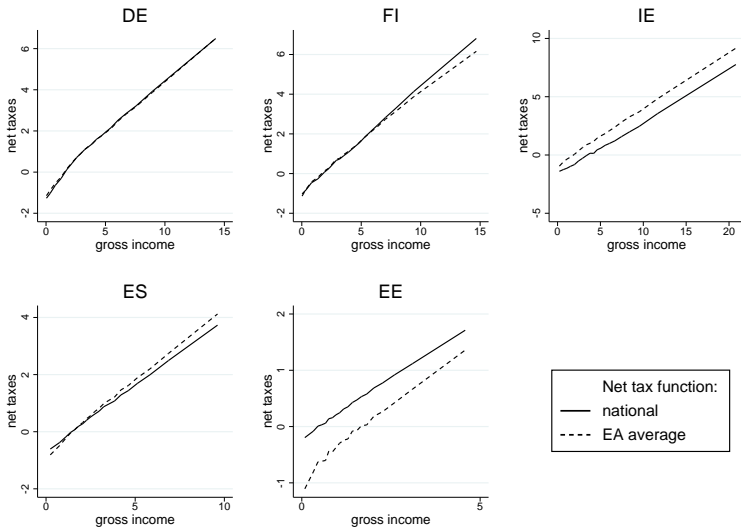 DE
net taxes
-2 0 2 4 6
0 5 10 15
gross income
FI
net taxes
-2 0 2 4 6
0 5 10 15
gross income
IE
net taxes
-5 0 5 10
0 5 10 15 20
gross income
ES
net taxes
-2 0 2 4
0 5 10
gross income
EE
net taxes
-1 0 1 2
0 5
gross income
Net tax function:
national
EA average